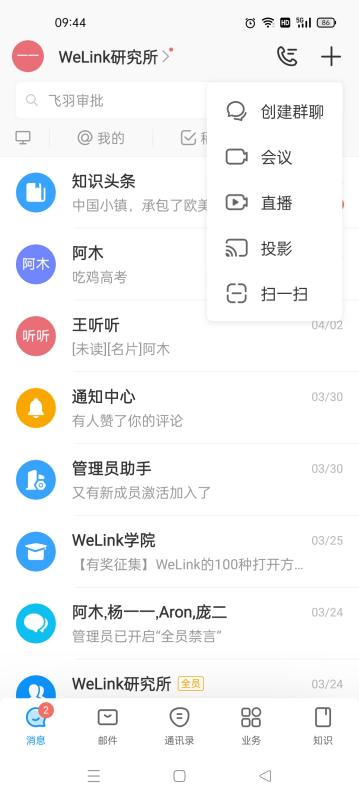 09:44
HD
5G
86
一一
WeLink研究所
飞羽审批
@我的
创建群聊
会议
直播
投影
扫一扫
知识头条
中国小镇，承包了欧美
阿木
阿木
吃鸡高考
听听
王听听
04/02
[未读][名片]阿木
通知中心
03/30
有人赞了你的评论
管理员助手
03/30
又有新成员激活加入了
WeLink学院
03/25
【有奖征集】WeLink的100种打开方…
阿木,杨一一,Aron,庞二
03/24
管理员已开启“全员禁言”
WeLink研究所
全员
03/24
2
消息
邮件
通讯录
业务
知识